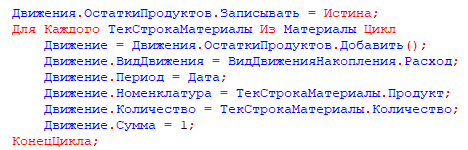 Движения.ОстаткиПродуктов.Записывать = Истина;
Для Каждого ТекСтрокаМатериалы Из Материалы Цикл
Движение = Движения.ОстаткиПродуктов.Добавить();
Движение.ВидДвижения = ВидДвиженияНакопления.Расход;
Движение.Период = Дата;
Движение.Номенклатура = ТекСтрокаМатериалы.Продукт;
Движение.Количество = ТекСтрокаМатериалы.Количество;
Движение.Сумма = 1;
КонецЦикла;